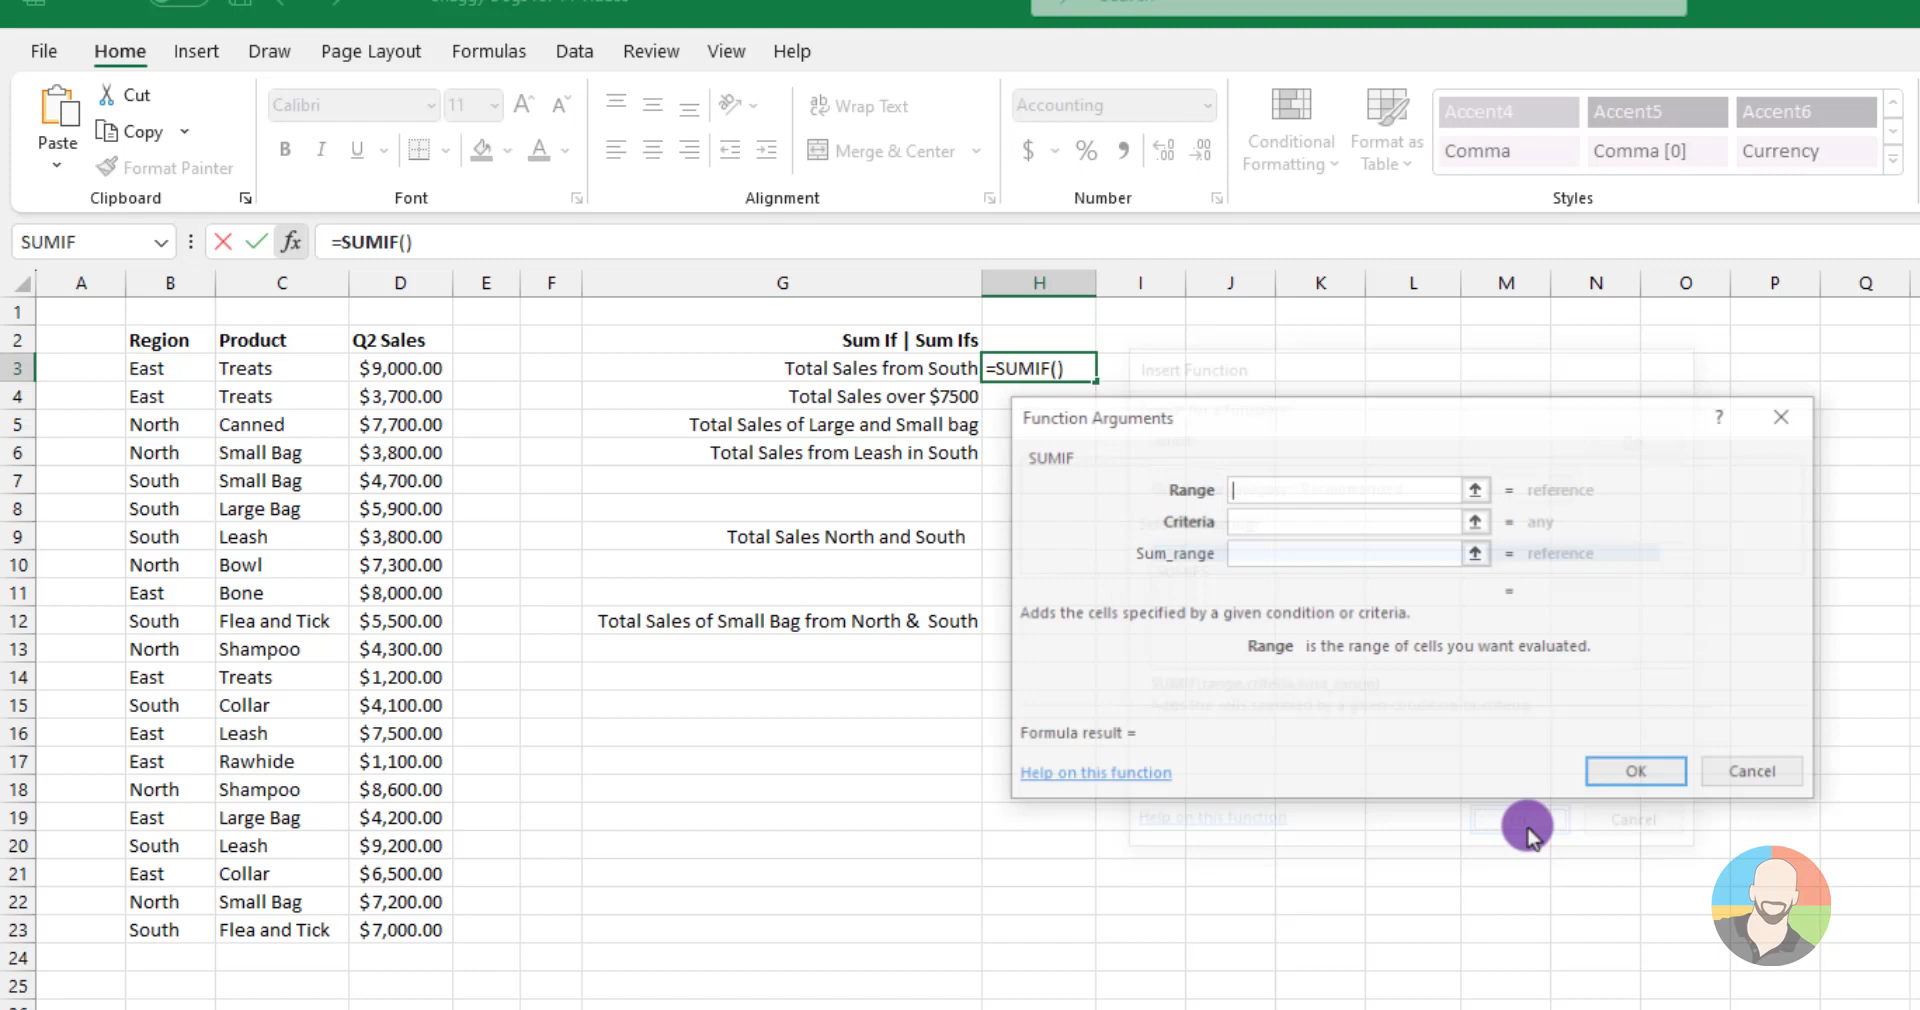 File Home Insert Draw Page Layout Formulas Data Review View Help
Paste
Cut
Copy
Format Painter
Clipboard
Calibri 11
B I U A
Font
Wrap Text
Merge & Center
Alignment
Accounting
$ % ,
Number
Conditional Formatting
Format as Table
Accent4 Accent5 Accent6
Comma Comma [0] Currency
Styles
SUMIF fx =SUMIF()
A B C D E F G H I J K L M N O P Q
1
2 Region Product Q2 Sales Sum If | Sum Ifs
3 East Treats $9,000.00 Total Sales from South =SUMIF()
4 East Treats $3,700.00 Total Sales over $7500
5 North Canned $7,700.00 Total Sales of Large and Small bag
6 North Small Bag $3,800.00 Total Sales from Leash in South
7 South Small Bag $4,700.00
8 South Large Bag $5,900.00
9 South Leash $3,800.00 Total Sales North and South
10 North Bowl $7,300.00
11 East Bone $8,000.00
12 South Flea and Tick $5,500.00 Total Sales of Small Bag from North & South
13 North Shampoo $4,300.00
14 East Treats $1,200.00
15 South Collar $4,100.00
16 East Leash $7,500.00
17 East Rawhide $1,100.00
18 North Shampoo $8,600.00
19 East Large Bag $4,200.00
20 South Leash $9,200.00
21 East Collar $6,500.00
22 North Small Bag $7,200.00
23 South Flea and Tick $7,000.00
24
25
Insert Function
Function Arguments ?
SUMIF
Range = reference
Criteria = any
Sum_range = reference
=
Adds the cells specified by a given condition or criteria.
Range is the range of cells you want evaluated.
Formula result =
Help on this function OK Cancel
Help on this function Cancel